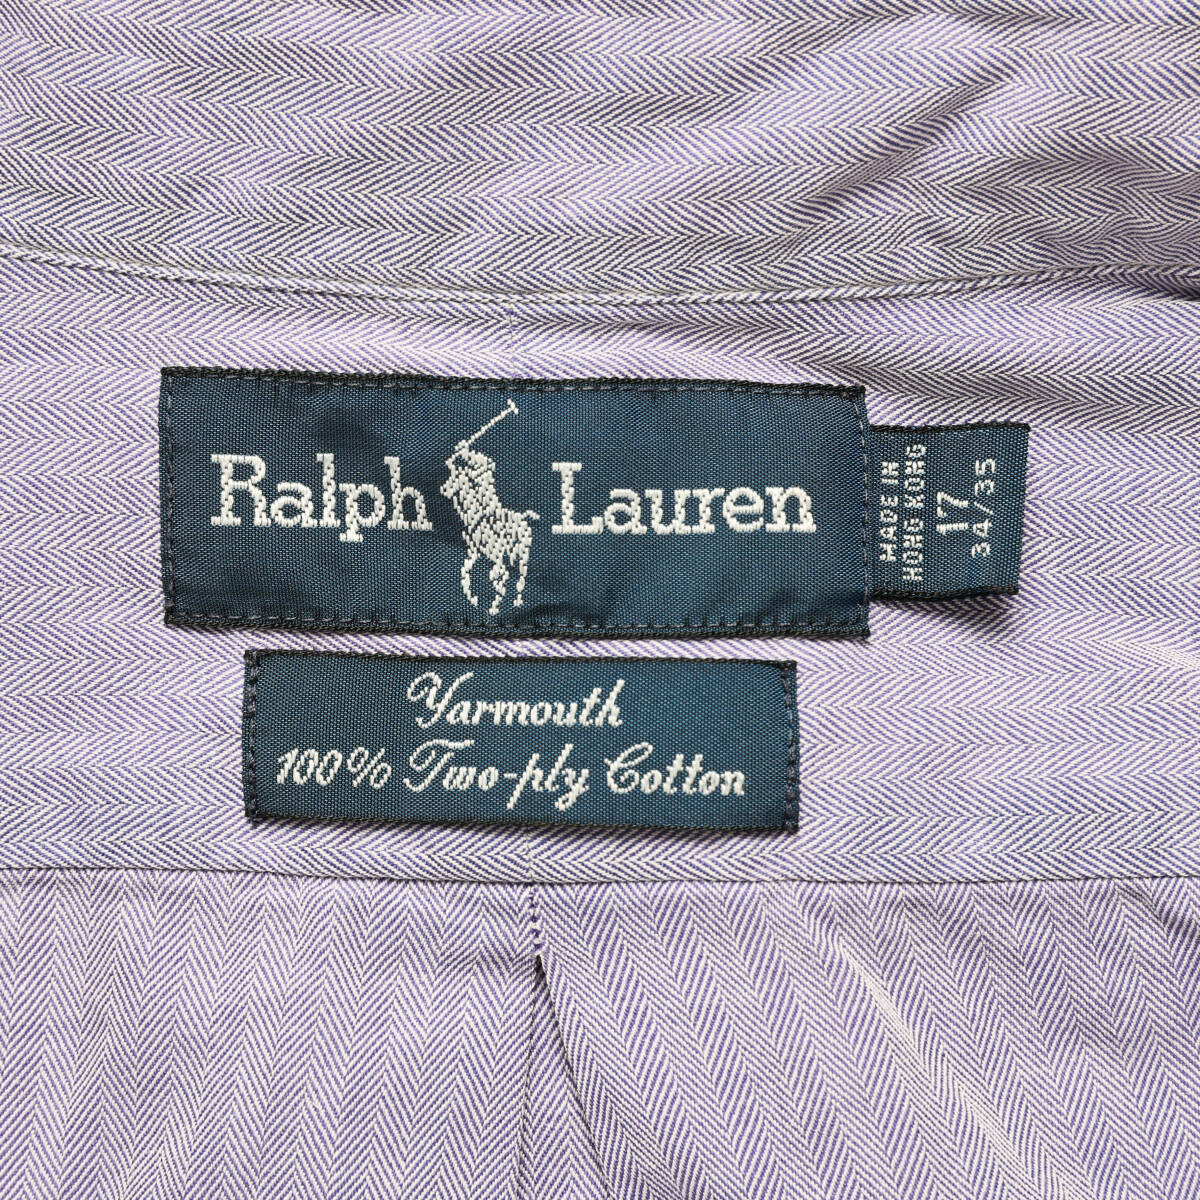 Ralph Lauren
MADE IN
HONG KONG
17
34/35
Yarmouth
100% Two-ply Cotton